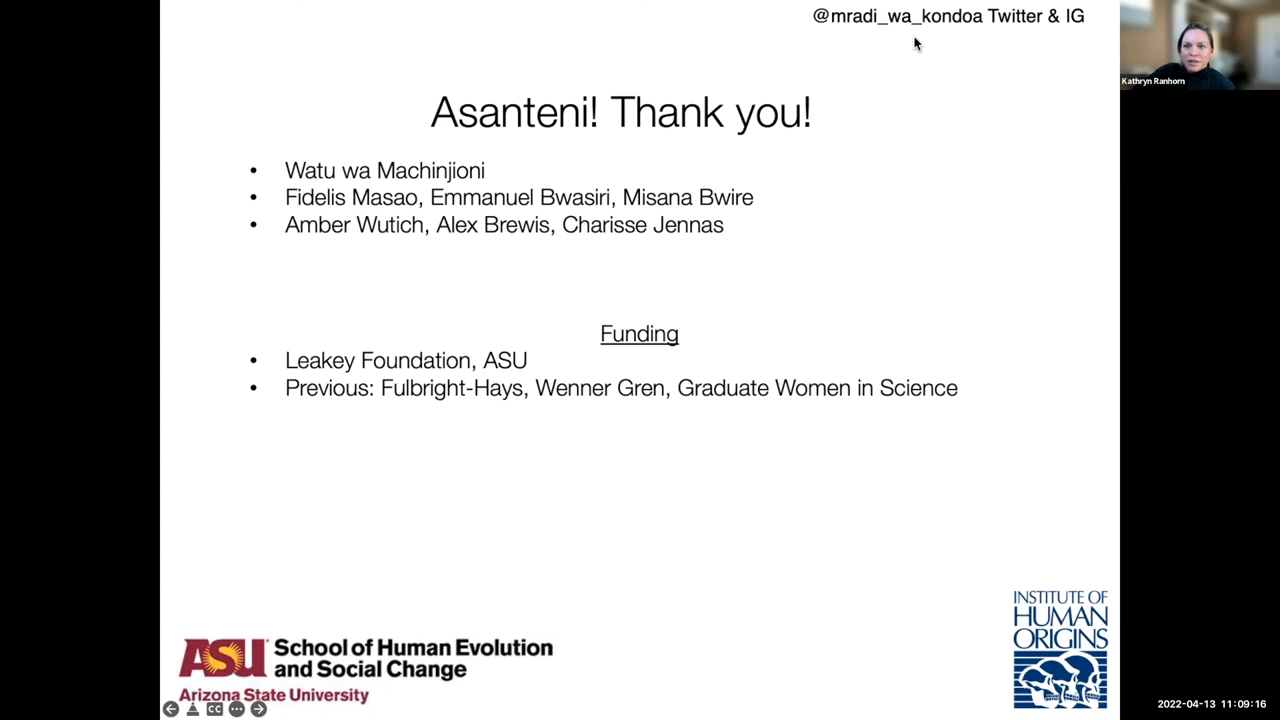 @mradi_wa_kondoa Twitter & IG
Kathryn Ranhorn
Asanteni! Thank you!
• Watu wa Machinjioni
• Fidelis Masao, Emmanuel Bwasiri, Misana Bwire
• Amber Wutich, Alex Brewis, Charisse Jennas
Funding
• Leakey Foundation, ASU
• Previous: Fulbright-Hays, Wenner Gren, Graduate Women in Science
ASU School of Human Evolution
and Social Change
Arizona State University
INSTITUTE OF
HUMAN
ORIGINS
CC
2022-04-13 11:09:16